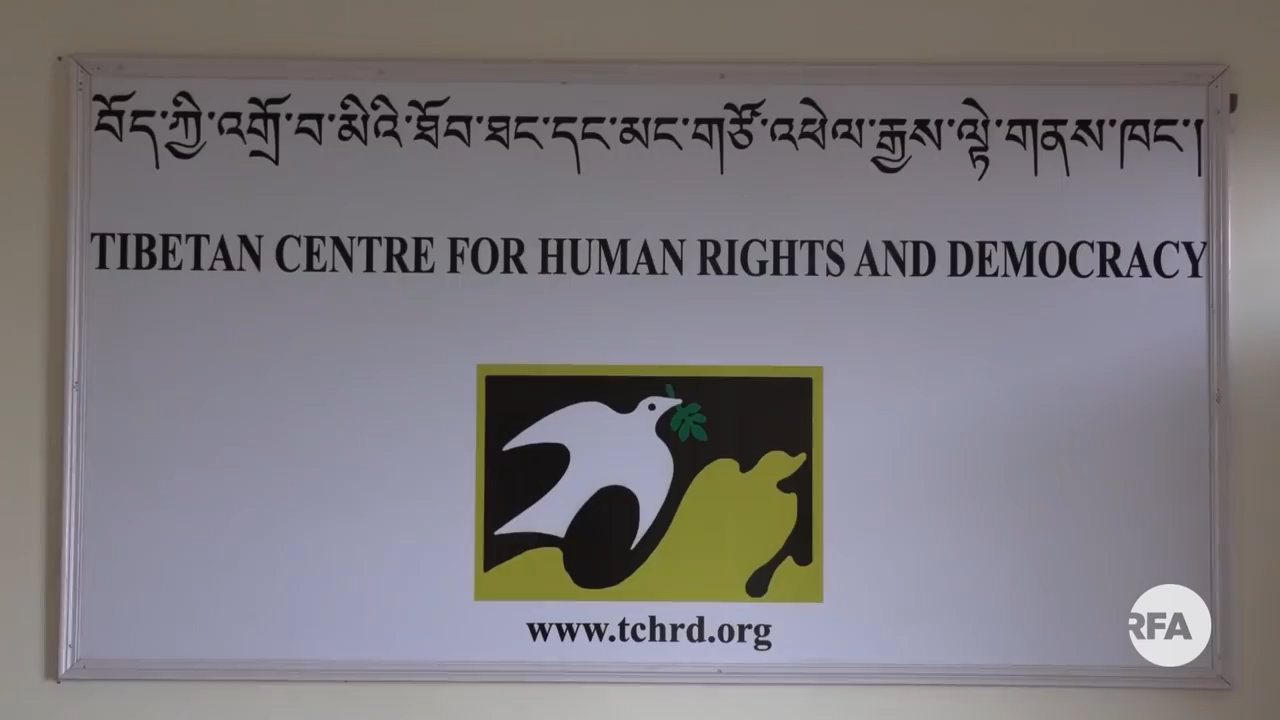 བོད་ཀྱི་འགྲོ་བ་མིའི་ཐོབ་ཐང་དང་མང་གཙོ་འཕེལ་རྒྱས་ལྟེ་གནས་ཁང་།
TIBETAN CENTRE FOR HUMAN RIGHTS AND DEMOCRACY
www.tchrd.org
RFA